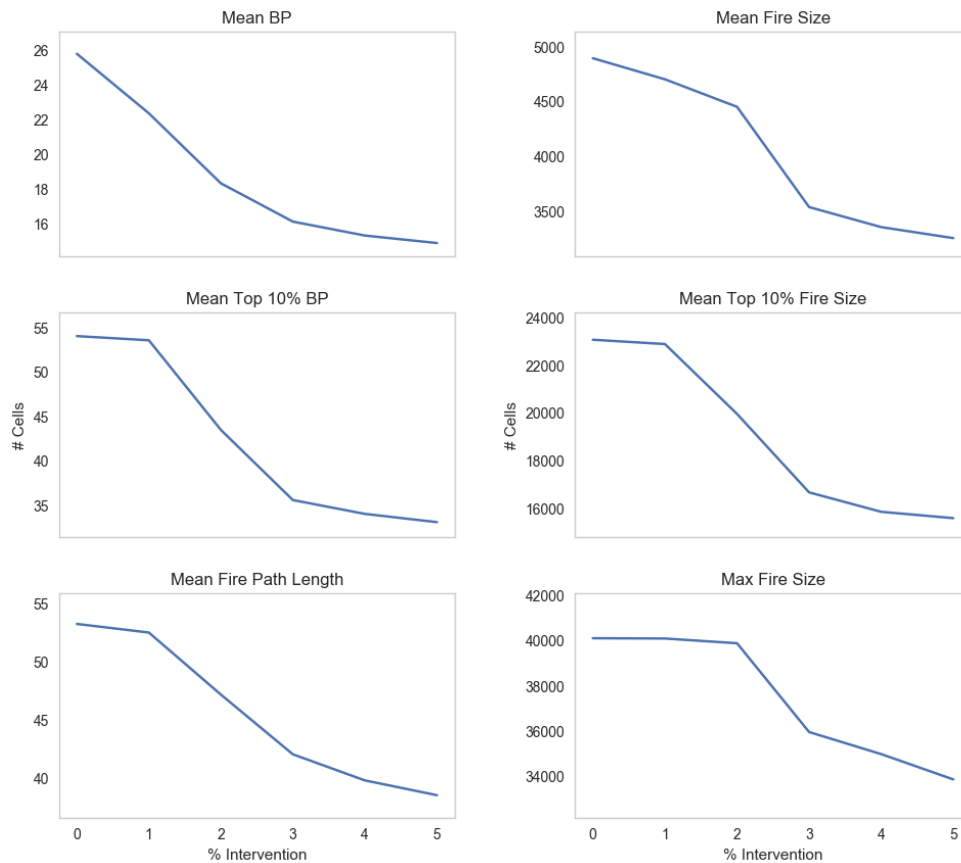 Mean BP
26
24
22
20
18
16
Mean Fire Size
5000
4500
4000
3500
Mean Top 10% BP
55
50
45
40
35
# Cells
Mean Top 10% Fire Size
24000
22000
20000
18000
16000
# Cells
Mean Fire Path Length
55
50
45
40
0 1 2 3 4 5
% Intervention
Max Fire Size
42000
40000
38000
36000
34000
0 1 2 3 4 5
% Intervention